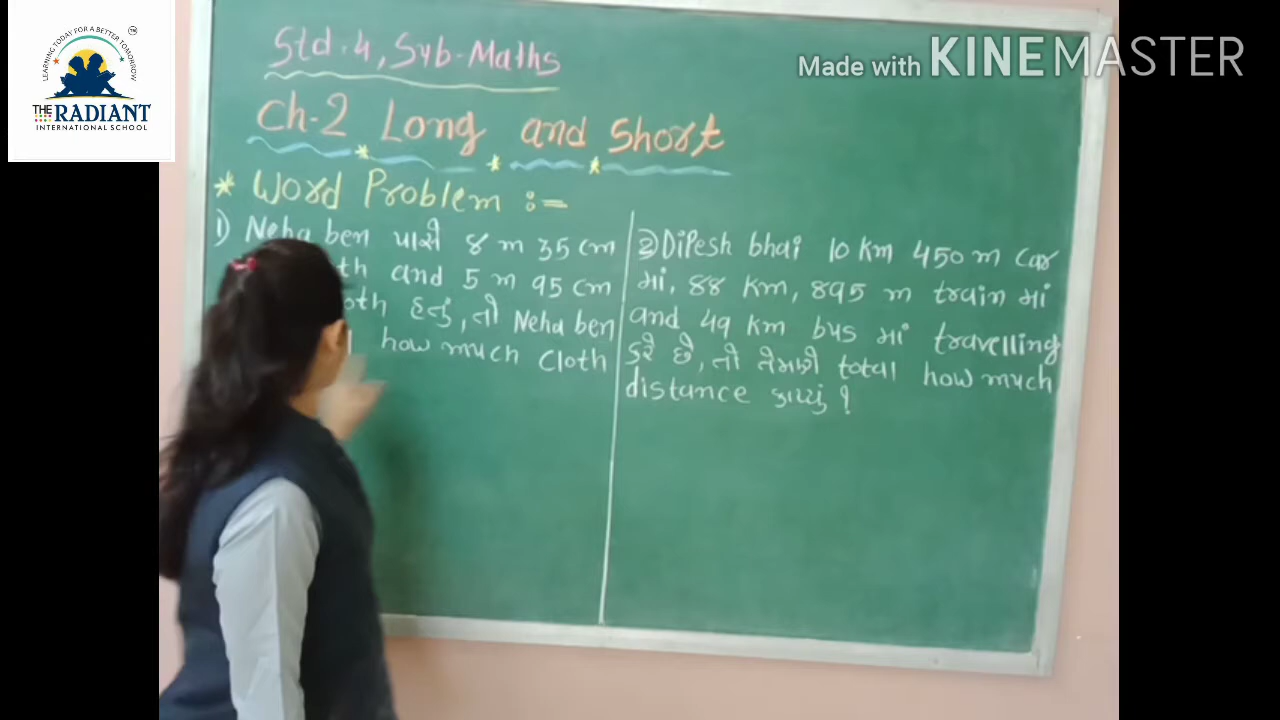 LEARNING TODAY FOR A BETTER TOMORROW
TM
THE RADIANT
INTERNATIONAL SCHOOL
Made with KINEMASTER
Std.4, Sub-Maths
Ch-2 Long and Short
* Word Problem :-
1) Neha ben પાસે 8 m 35 cm
th and 5 m 95 cm
oth હતું, તો Neha ben
how much Cloth
2) Dipesh bhai 10 km 450 m car
માં, 88 km, 895 m train માં
and 49 km bus માં travelling
કરે છે, તો તેમણે total how much
distance કાપ્યું ?